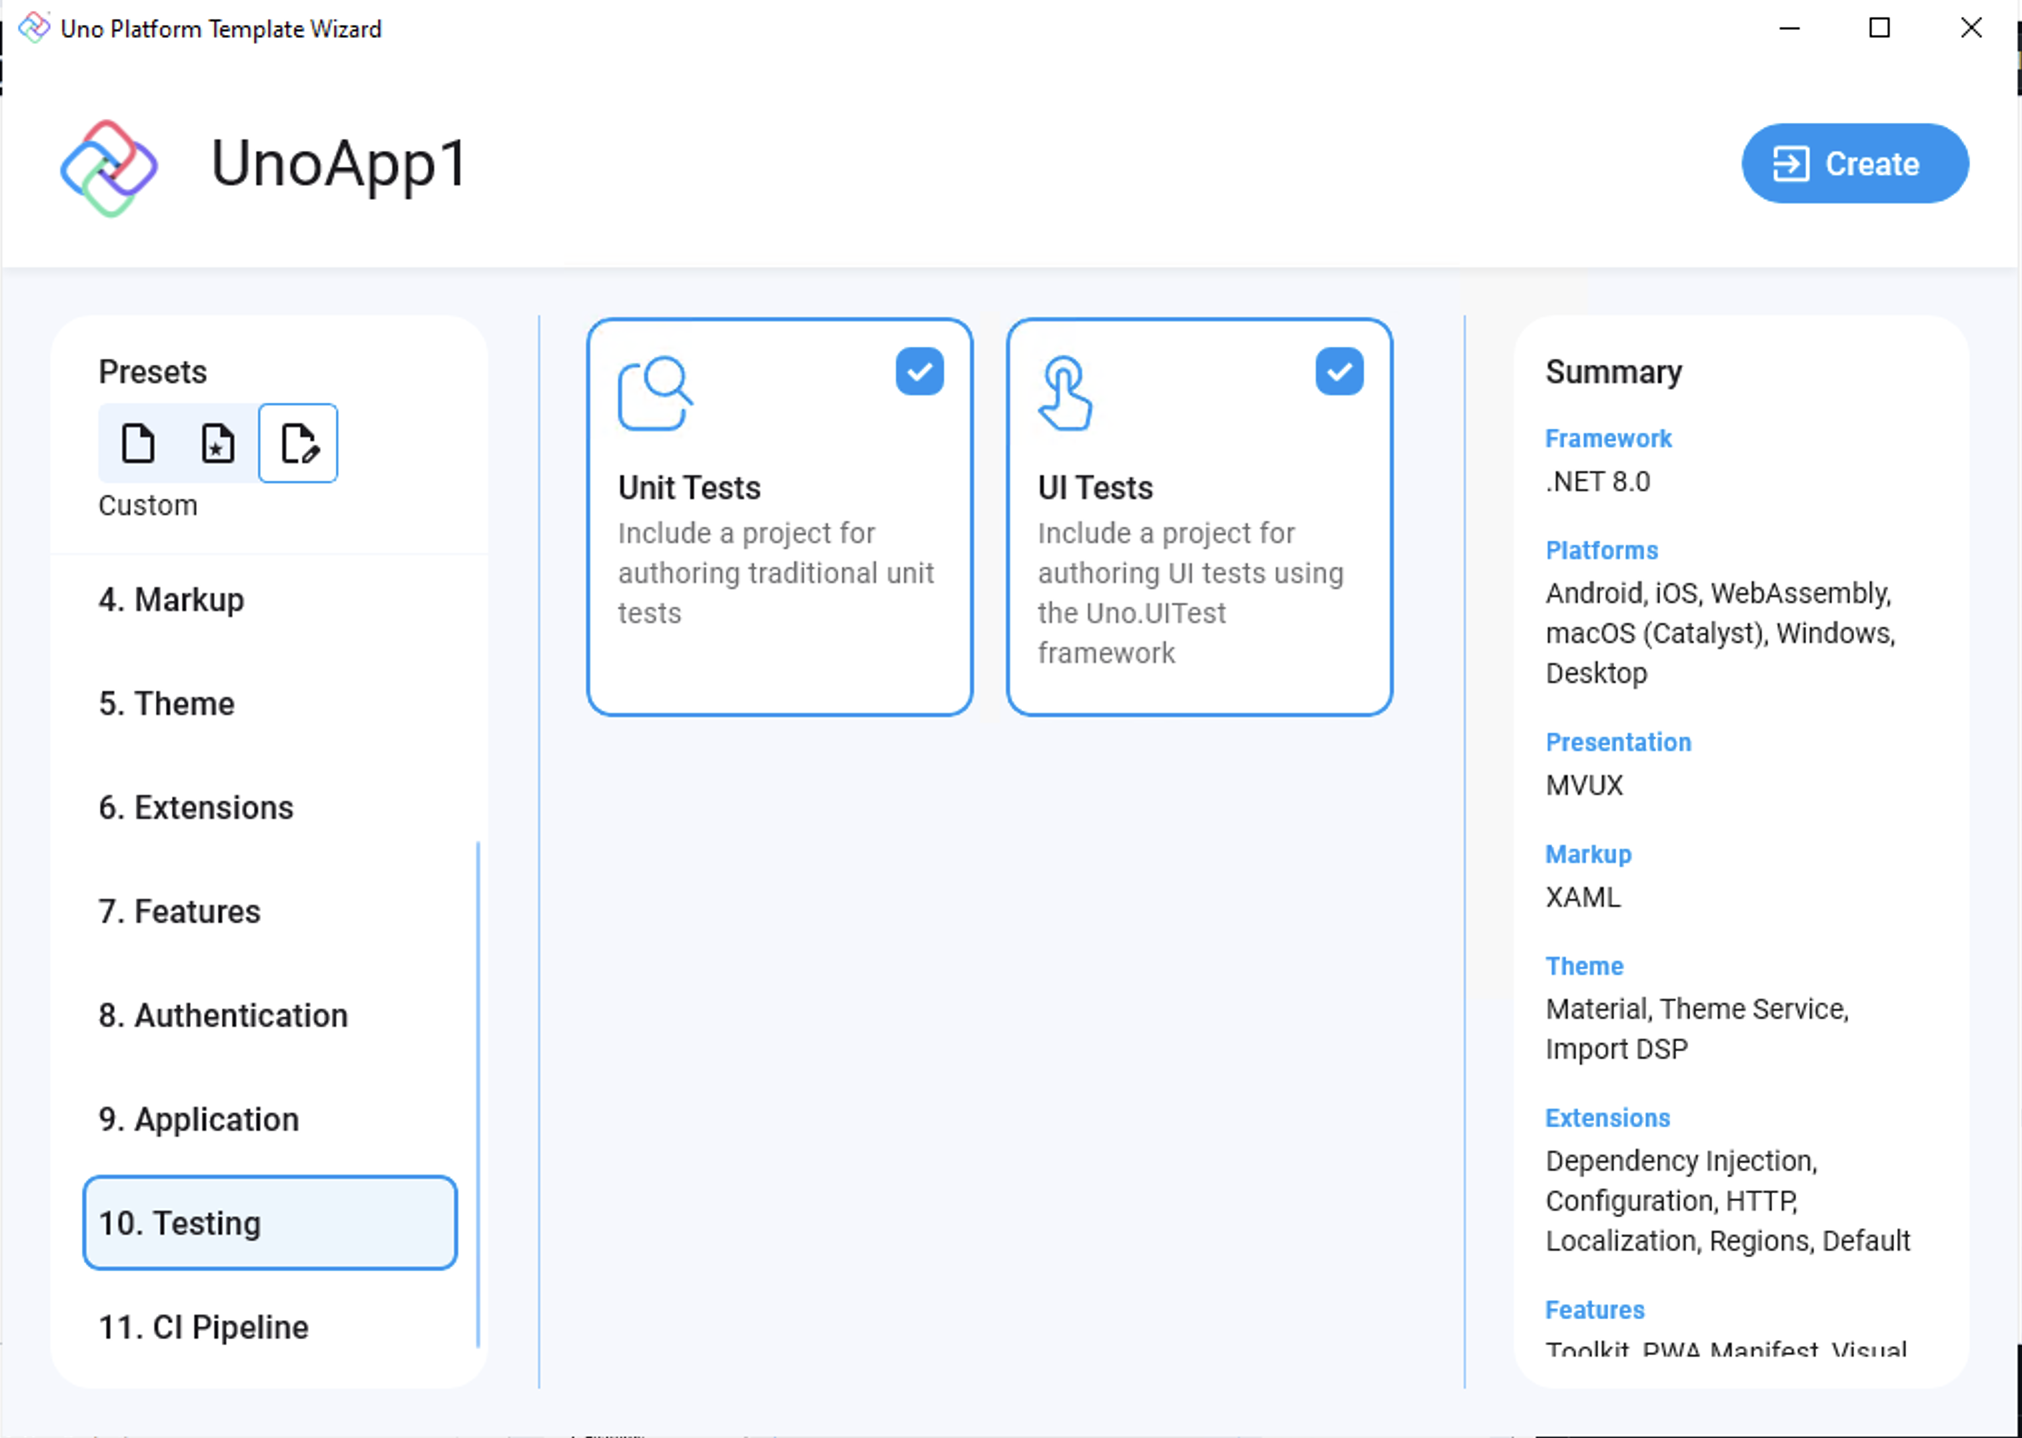 Uno Platform Template Wizard
UnoApp1
Create
Presets
Custom
4. Markup
5. Theme
6. Extensions
7. Features
8. Authentication
9. Application
10. Testing
11. CI Pipeline
Unit Tests
Include a project for
authoring traditional unit
tests
UI Tests
Include a project for
authoring UI tests using
the Uno.UITest
framework
Summary
Framework
.NET 8.0
Platforms
Android, iOS, WebAssembly,
macOS (Catalyst), Windows,
Desktop
Presentation
MVUX
Markup
XAML
Theme
Material, Theme Service,
Import DSP
Extensions
Dependency Injection,
Configuration, HTTP,
Localization, Regions, Default
Features
Toolkit, PWA Manifest, Visual